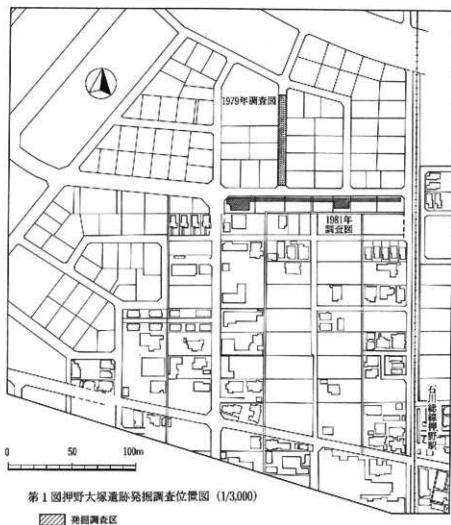 1979年調査図
1981年
調査図
石川総線押野駅
0 50 100m
第1図押野大塚遺跡発掘調査位置図 (1/3,000)
発掘調査区